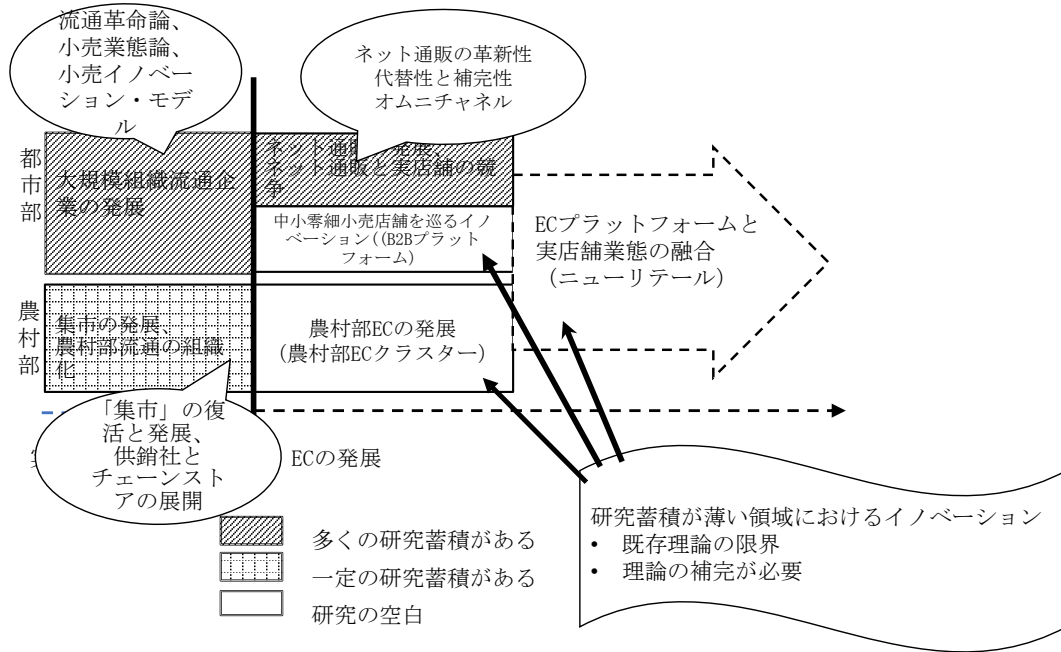 流通革命論、
小売業態論、
小売イノベー
ション・モデ
ル
ネット通販の革新性
代替性と補完性
オムニチャネル
都市部
大規模組織流通企
業の発展
ネット通販 発展、
ネット通販と実店舗の競
争
中小零細小売店舗を巡るイノ
ベーション((B2Bプラット
フォーム)
ECプラットフォームと
実店舗業態の融合
(ニューリテール)
農村部
集市の発展、
農村部流通の組織
化
農村部ECの発展
(農村部ECクラスター)
「集市」の復
活と発展、
供銷社と
チェーンスト
アの展開
ECの発展
研究蓄積が薄い領域におけるイノベーション
• 既存理論の限界
• 理論の補完が必要
多くの研究蓄積がある
一定の研究蓄積がある
研究の空白